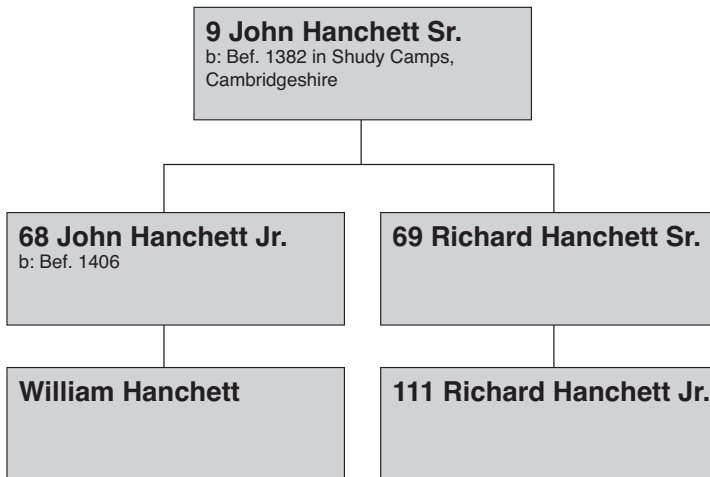 9 John Hanchett Sr.
b: Bef. 1382 in Shudy Camps,
Cambridgeshire
68 John Hanchett Jr.
b: Bef. 1406
69 Richard Hanchett Sr.
William Hanchett
111 Richard Hanchett Jr.